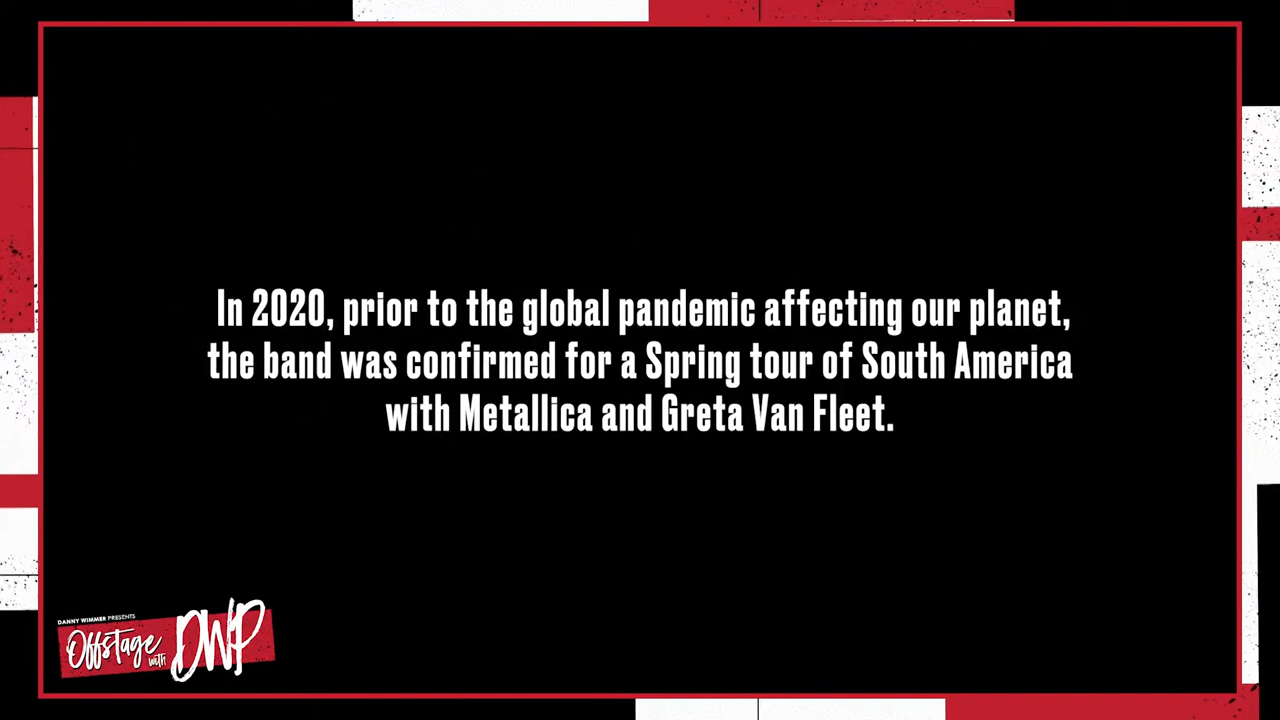 In 2020, prior to the global pandemic affecting our planet,
the band was confirmed for a Spring tour of South America
with Metallica and Greta Van Fleet.
DANNY WIMMER PRESENTS
Offstage with DWP